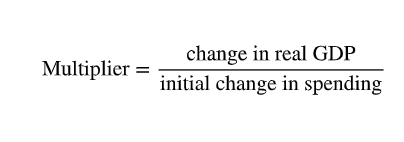 Multiplier = change in real GDP
initial change in spending